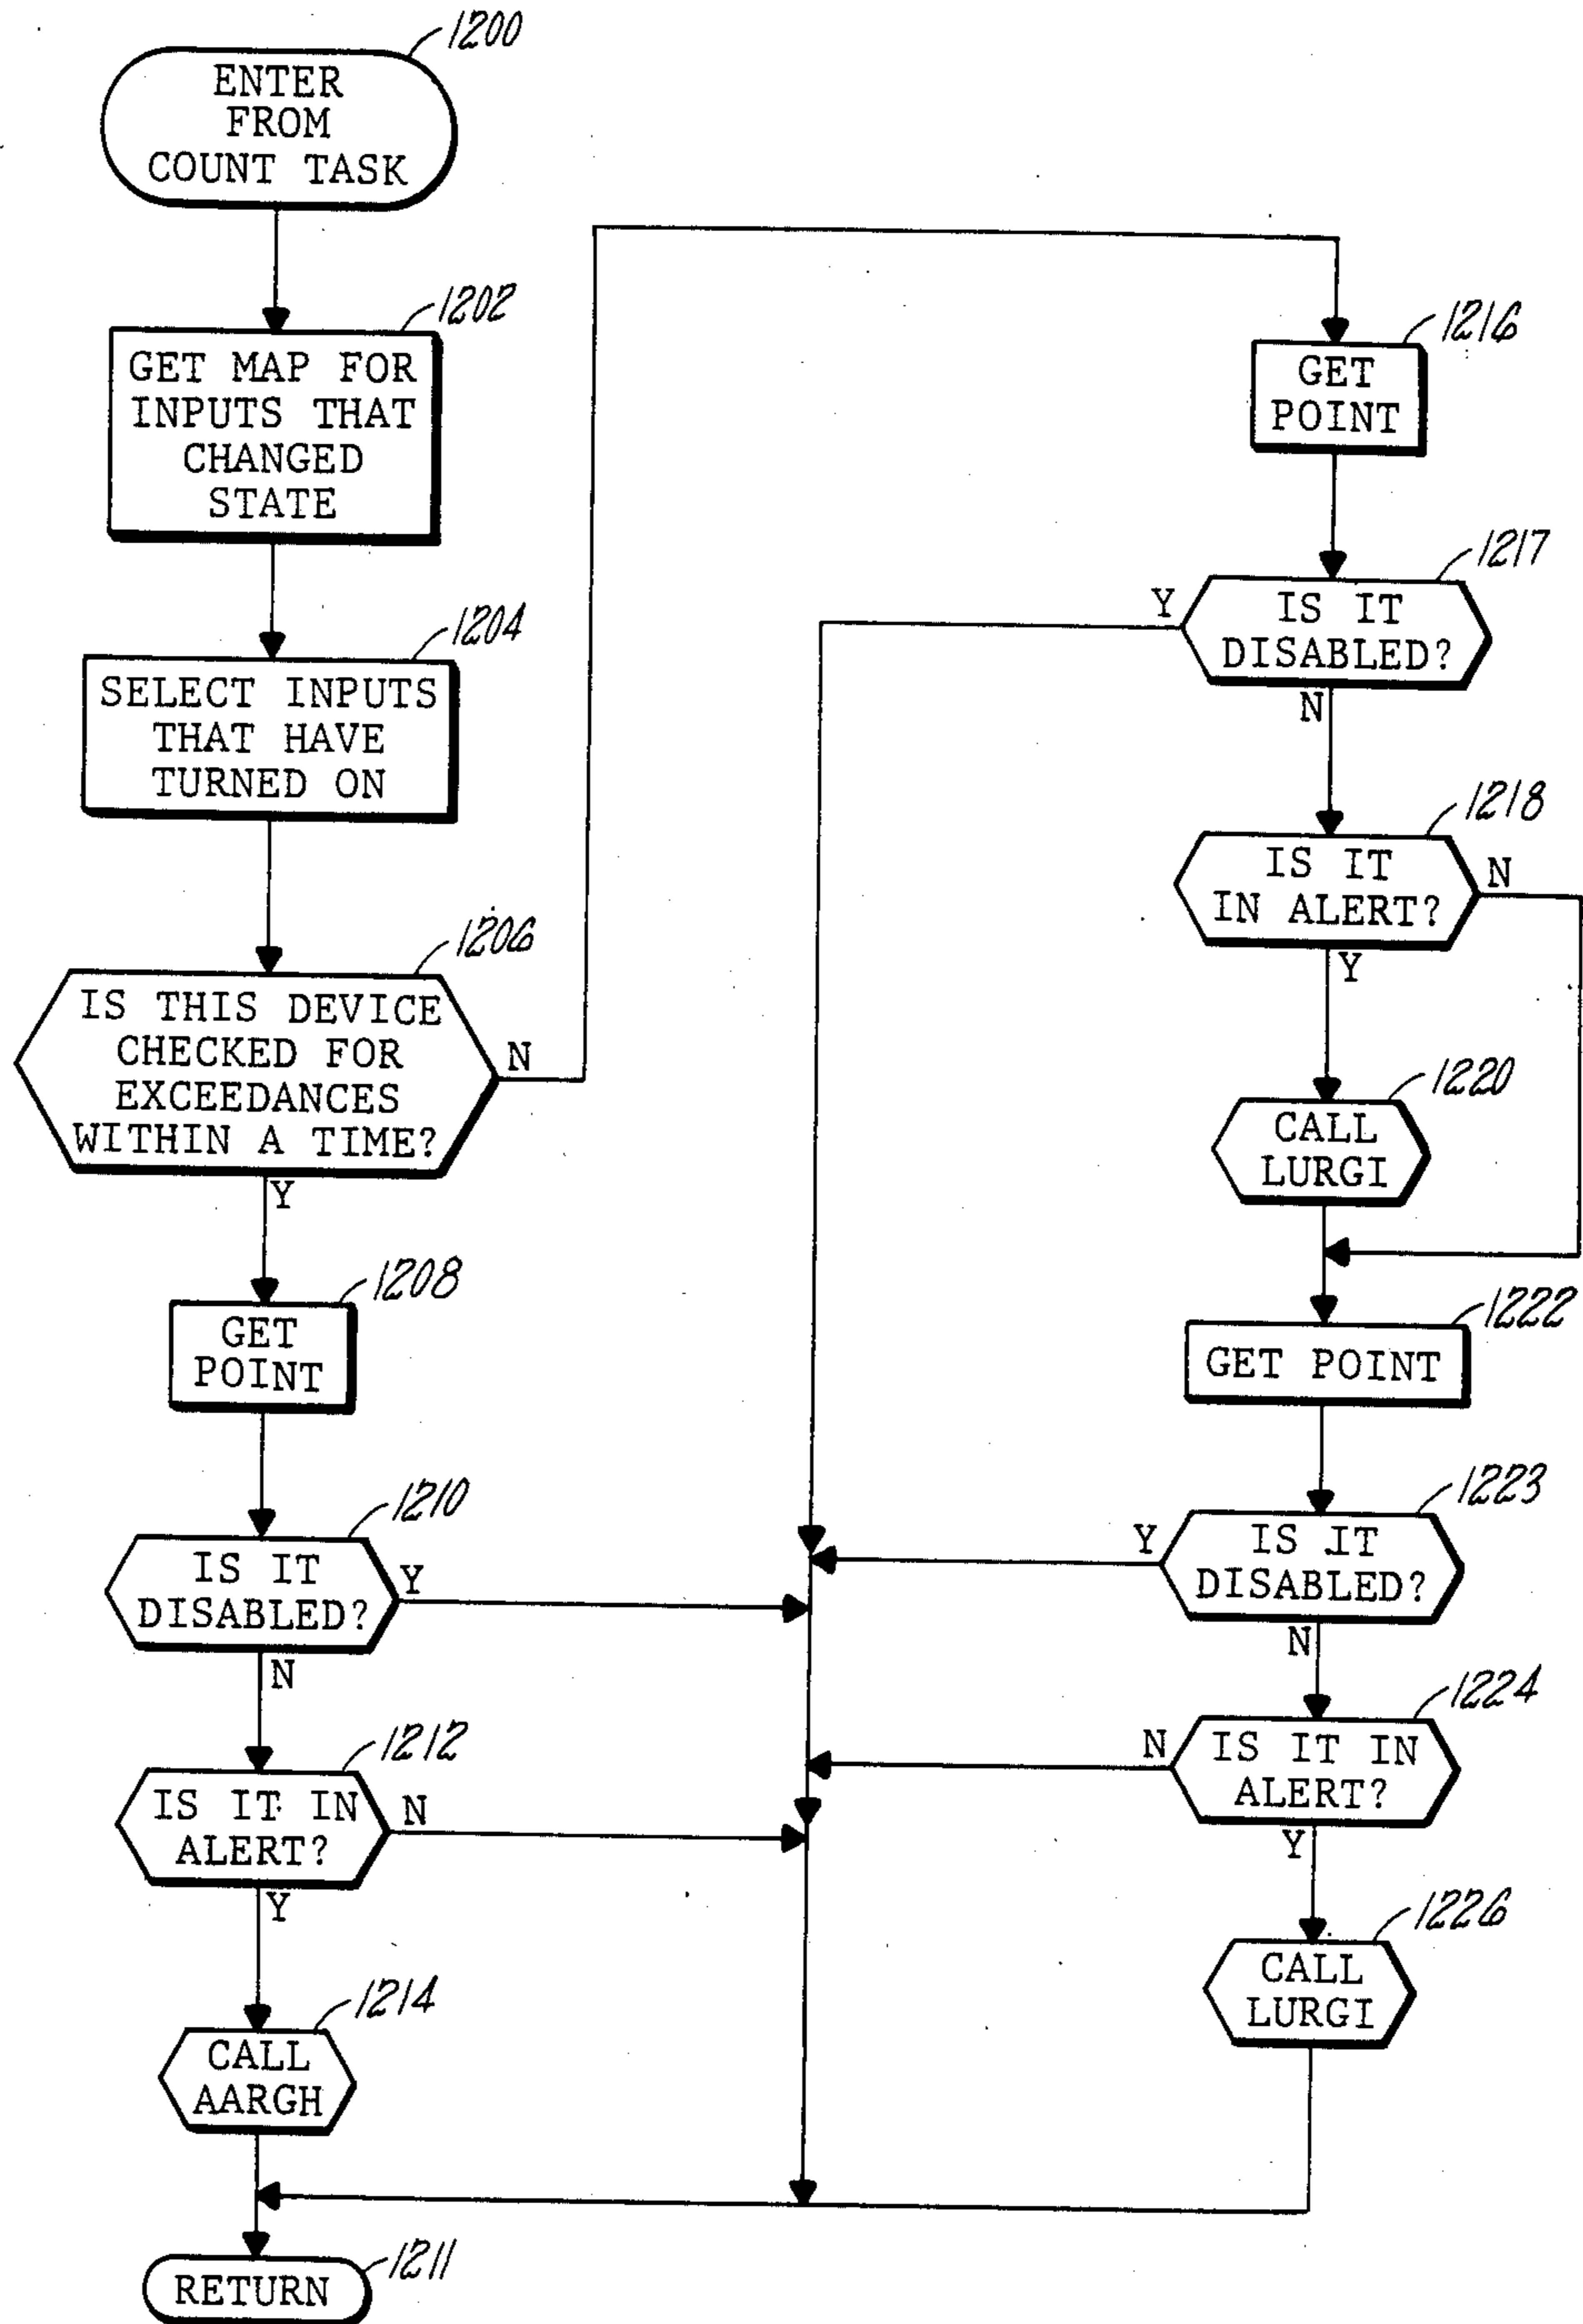 1200
ENTER
FROM
COUNT TASK
1202
GET MAP FOR
INPUTS THAT
CHANGED
STATE
1204
SELECT INPUTS
THAT HAVE
TURNED ON
1206
IS THIS DEVICE
CHECKED FOR
EXCEEDANCES
WITHIN A TIME?
N
Y
1208
GET
POINT
1210
IS IT
DISABLED?
Y
N
1212
IS IT IN
ALERT?
N
Y
1214
CALL
AARGH
1211
RETURN
1216
GET
POINT
1217
IS IT
DISABLED?
Y
N
1218
IS IT
IN ALERT?
N
Y
1220
CALL
LURGI
1222
GET POINT
1223
IS IT
DISABLED?
Y
N
1224
IS IT IN
ALERT?
N
Y
1226
CALL
LURGI